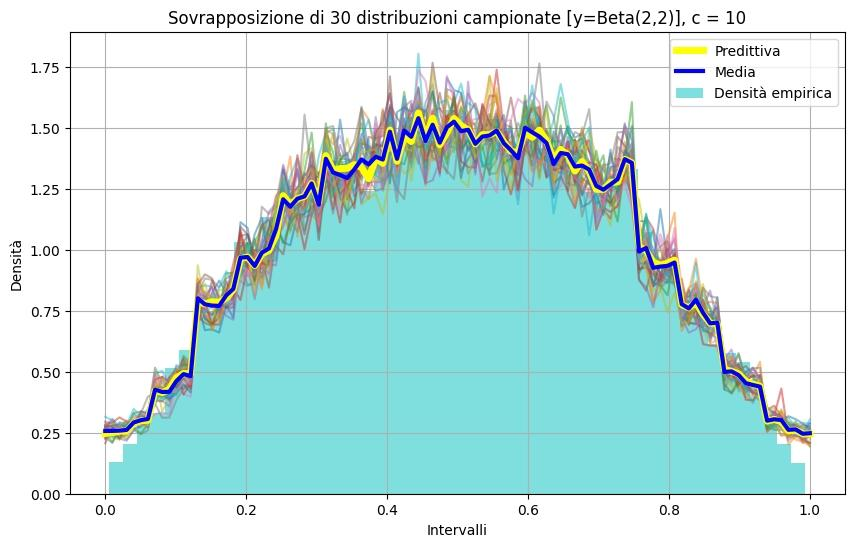 Sovrapposizione di 30 distribuzioni campionate [y=Beta(2,2)], c = 10
Predittiva
Media
Densità empirica
Densità
1.75
1.50
1.25
1.00
0.75
0.50
0.25
0.00
0.0
0.2
0.4
0.6
0.8
1.0
Intervalli